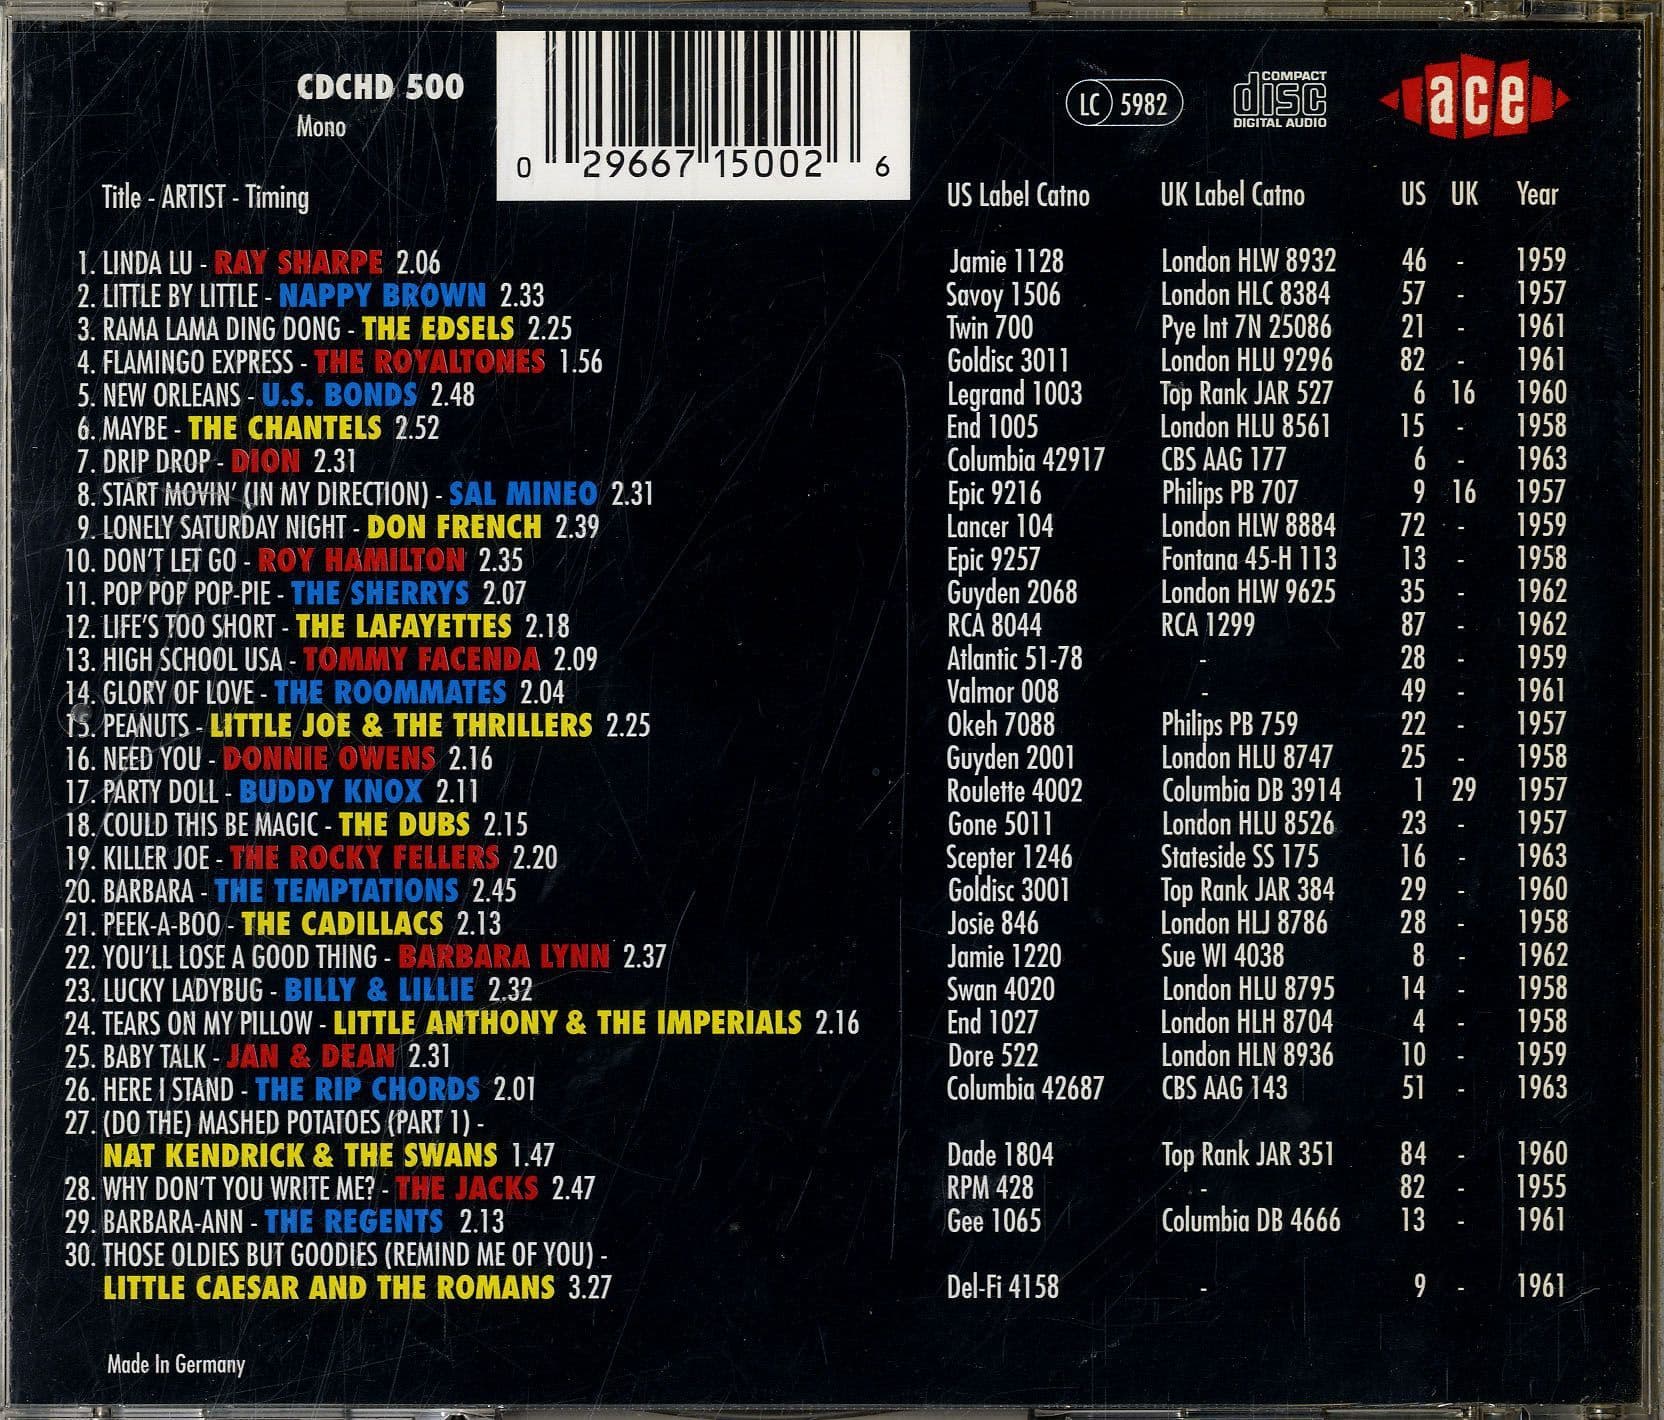 CDCHD 500
Mono
0 29667 15002 6
LC 5982
COMPACT
disc
DIGITAL AUDIO
ace
Title - ARTIST - Timing US Label Catno UK Label Catno US UK Year
1. LINDA LU - RAY SHARPE 2.06 Jamie 1128 London HLW 8932 46 - 1959
2. LITTLE BY LITTLE - NAPPY BROWN 2.33 Savoy 1506 London HLC 8384 57 - 1957
3. RAMA LAMA DING DONG - THE EDSELS 2.25 Twin 700 Pye Int 7N 25086 21 - 1961
4. FLAMINGO EXPRESS - THE ROYALTONES 1.56 Goldisc 3011 London HLU 9296 82 - 1961
5. NEW ORLEANS - U.S. BONDS 2.48 Legrand 1003 Top Rank JAR 527 6 16 1960
6. MAYBE - THE CHANTELS 2.52 End 1005 London HLU 8561 15 - 1958
7. DRIP DROP - DION 2.31 Columbia 42917 CBS AAG 177 6 - 1963
8. START MOVIN' (IN MY DIRECTION) - SAL MINEO 2.31 Epic 9216 Philips PB 707 9 16 1957
9. LONELY SATURDAY NIGHT - DON FRENCH 2.39 Lancer 104 London HLW 8884 72 - 1959
10. DON'T LET GO - ROY HAMILTON 2.35 Epic 9257 Fontana 45-H 113 13 - 1958
11. POP POP POP-PIE - THE SHERRYS 2.07 Guyden 2068 London HLW 9625 35 - 1962
12. LIFE'S TOO SHORT - THE LAFAYETTES 2.18 RCA 8044 RCA 1299 87 - 1962
13. HIGH SCHOOL USA - TOMMY FACENDA 2.09 Atlantic 51-78 - 28 - 1959
14. GLORY OF LOVE - THE ROOMMATES 2.04 Valmor 008 - 49 - 1961
15. PEANUTS - LITTLE JOE & THE THRILLERS 2.25 Okeh 7088 Philips PB 759 22 - 1957
16. NEED YOU - DONNIE OWENS 2.16 Guyden 2001 London HLU 8747 25 - 1958
17. PARTY DOLL - BUDDY KNOX 2.11 Roulette 4002 Columbia DB 3914 1 29 1957
18. COULD THIS BE MAGIC - THE DUBS 2.15 Gone 5011 London HLU 8526 23 - 1957
19. KILLER JOE - THE ROCKY FELLERS 2.20 Scepter 1246 Stateside SS 175 16 - 1963
20. BARBARA - THE TEMPTATIONS 2.45 Goldisc 3001 Top Rank JAR 384 29 - 1960
21. PEEK-A-BOO - THE CADILLACS 2.13 Josie 846 London HLJ 8786 28 - 1958
22. YOU'LL LOSE A GOOD THING - BARBARA LYNN 2.37 Jamie 1220 Sue WI 4038 8 - 1962
23. LUCKY LADYBUG - BILLY & LILLIE 2.32 Swan 4020 London HLU 8795 14 - 1958
24. TEARS ON MY PILLOW - LITTLE ANTHONY & THE IMPERIALS 2.16 End 1027 London HLH 8704 4 - 1958
25. BABY TALK - JAN & DEAN 2.31 Dore 522 London HLN 8936 10 - 1959
26. HERE I STAND - THE RIP CHORDS 2.01 Columbia 42687 CBS AAG 143 51 - 1963
27. (DO THE) MASHED POTATOES (PART 1) -
NAT KENDRICK & THE SWANS 1.47 Dade 1804 Top Rank JAR 351 84 - 1960
28. WHY DON'T YOU WRITE ME? - THE JACKS 2.47 RPM 428 - 82 - 1955
29. BARBARA-ANN - THE REGENTS 2.13 Gee 1065 Columbia DB 4666 13 - 1961
30. THOSE OLDIES BUT GOODIES (REMIND ME OF YOU) -
LITTLE CAESAR AND THE ROMANS 3.27 Del-Fi 4158 - 9 - 1961
Made In Germany